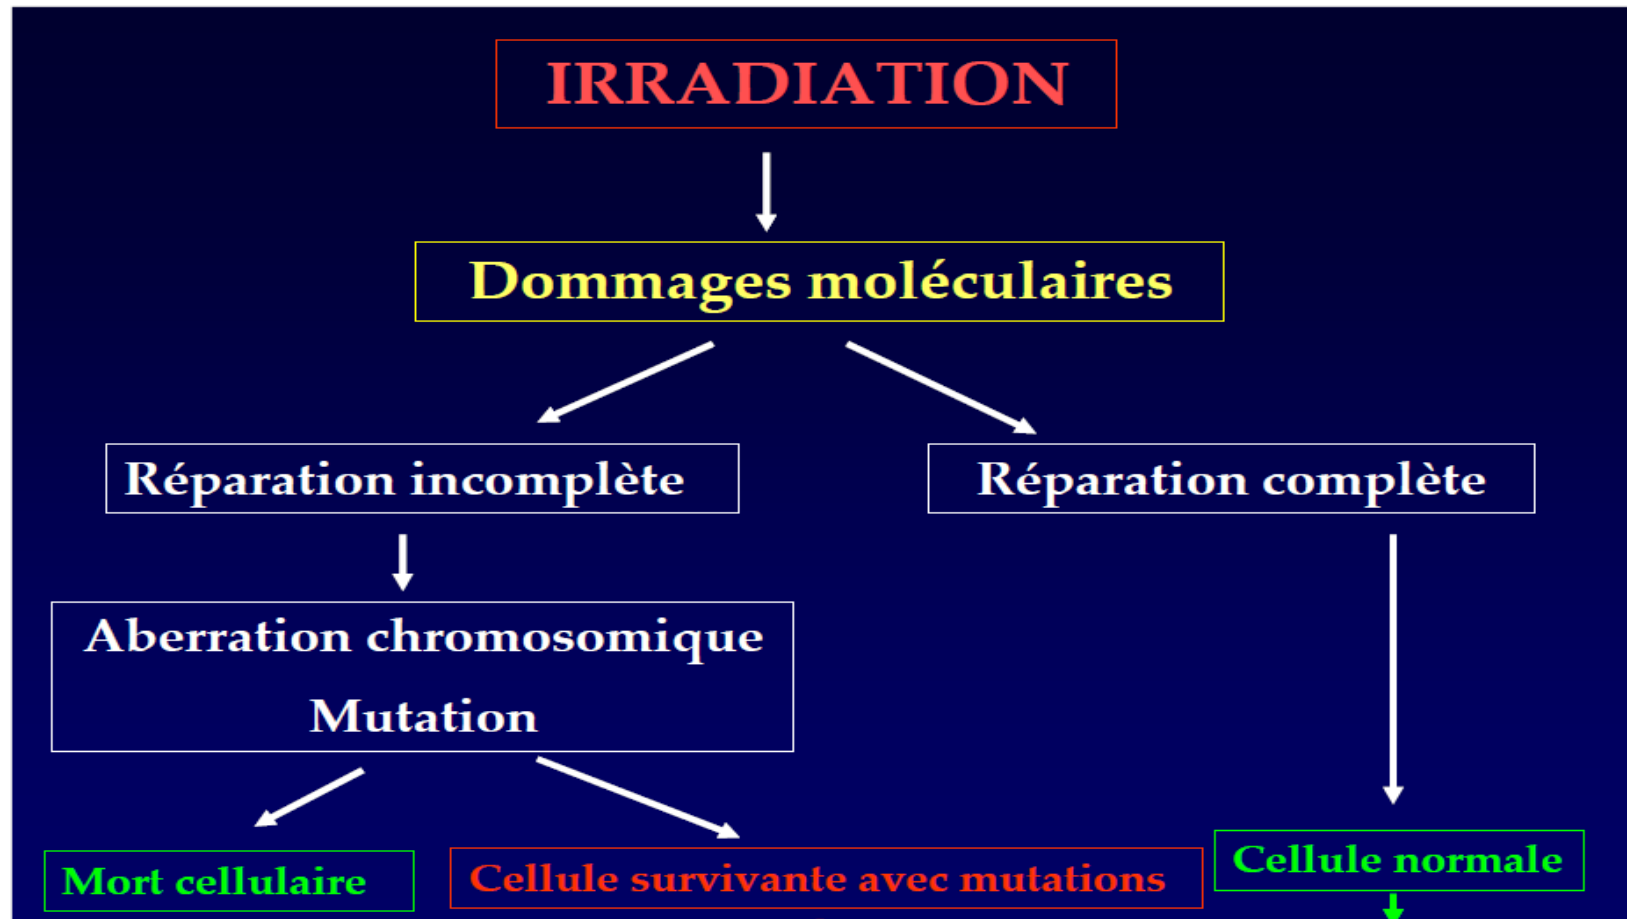 IRRADIATION
Dommages moléculaires
Réparation incomplète
Réparation complète
Aberration chromosomique
Mutation
Mort cellulaire
Cellule survivante avec mutations
Cellule normale